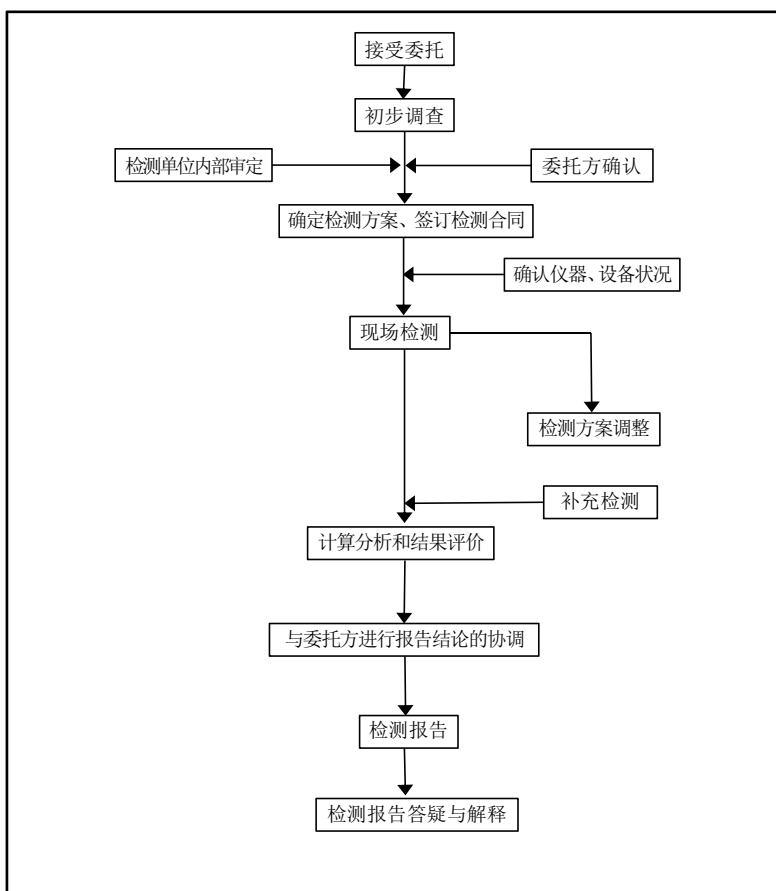 接受委托
初步调查
检测单位内部审定
委托方确认
确定检测方案、签订检测合同
确认仪器、设备状况
现场检测
检测方案调整
补充检测
计算分析和结果评价
与委托方进行报告结论的协调
检测报告
检测报告答疑与解释